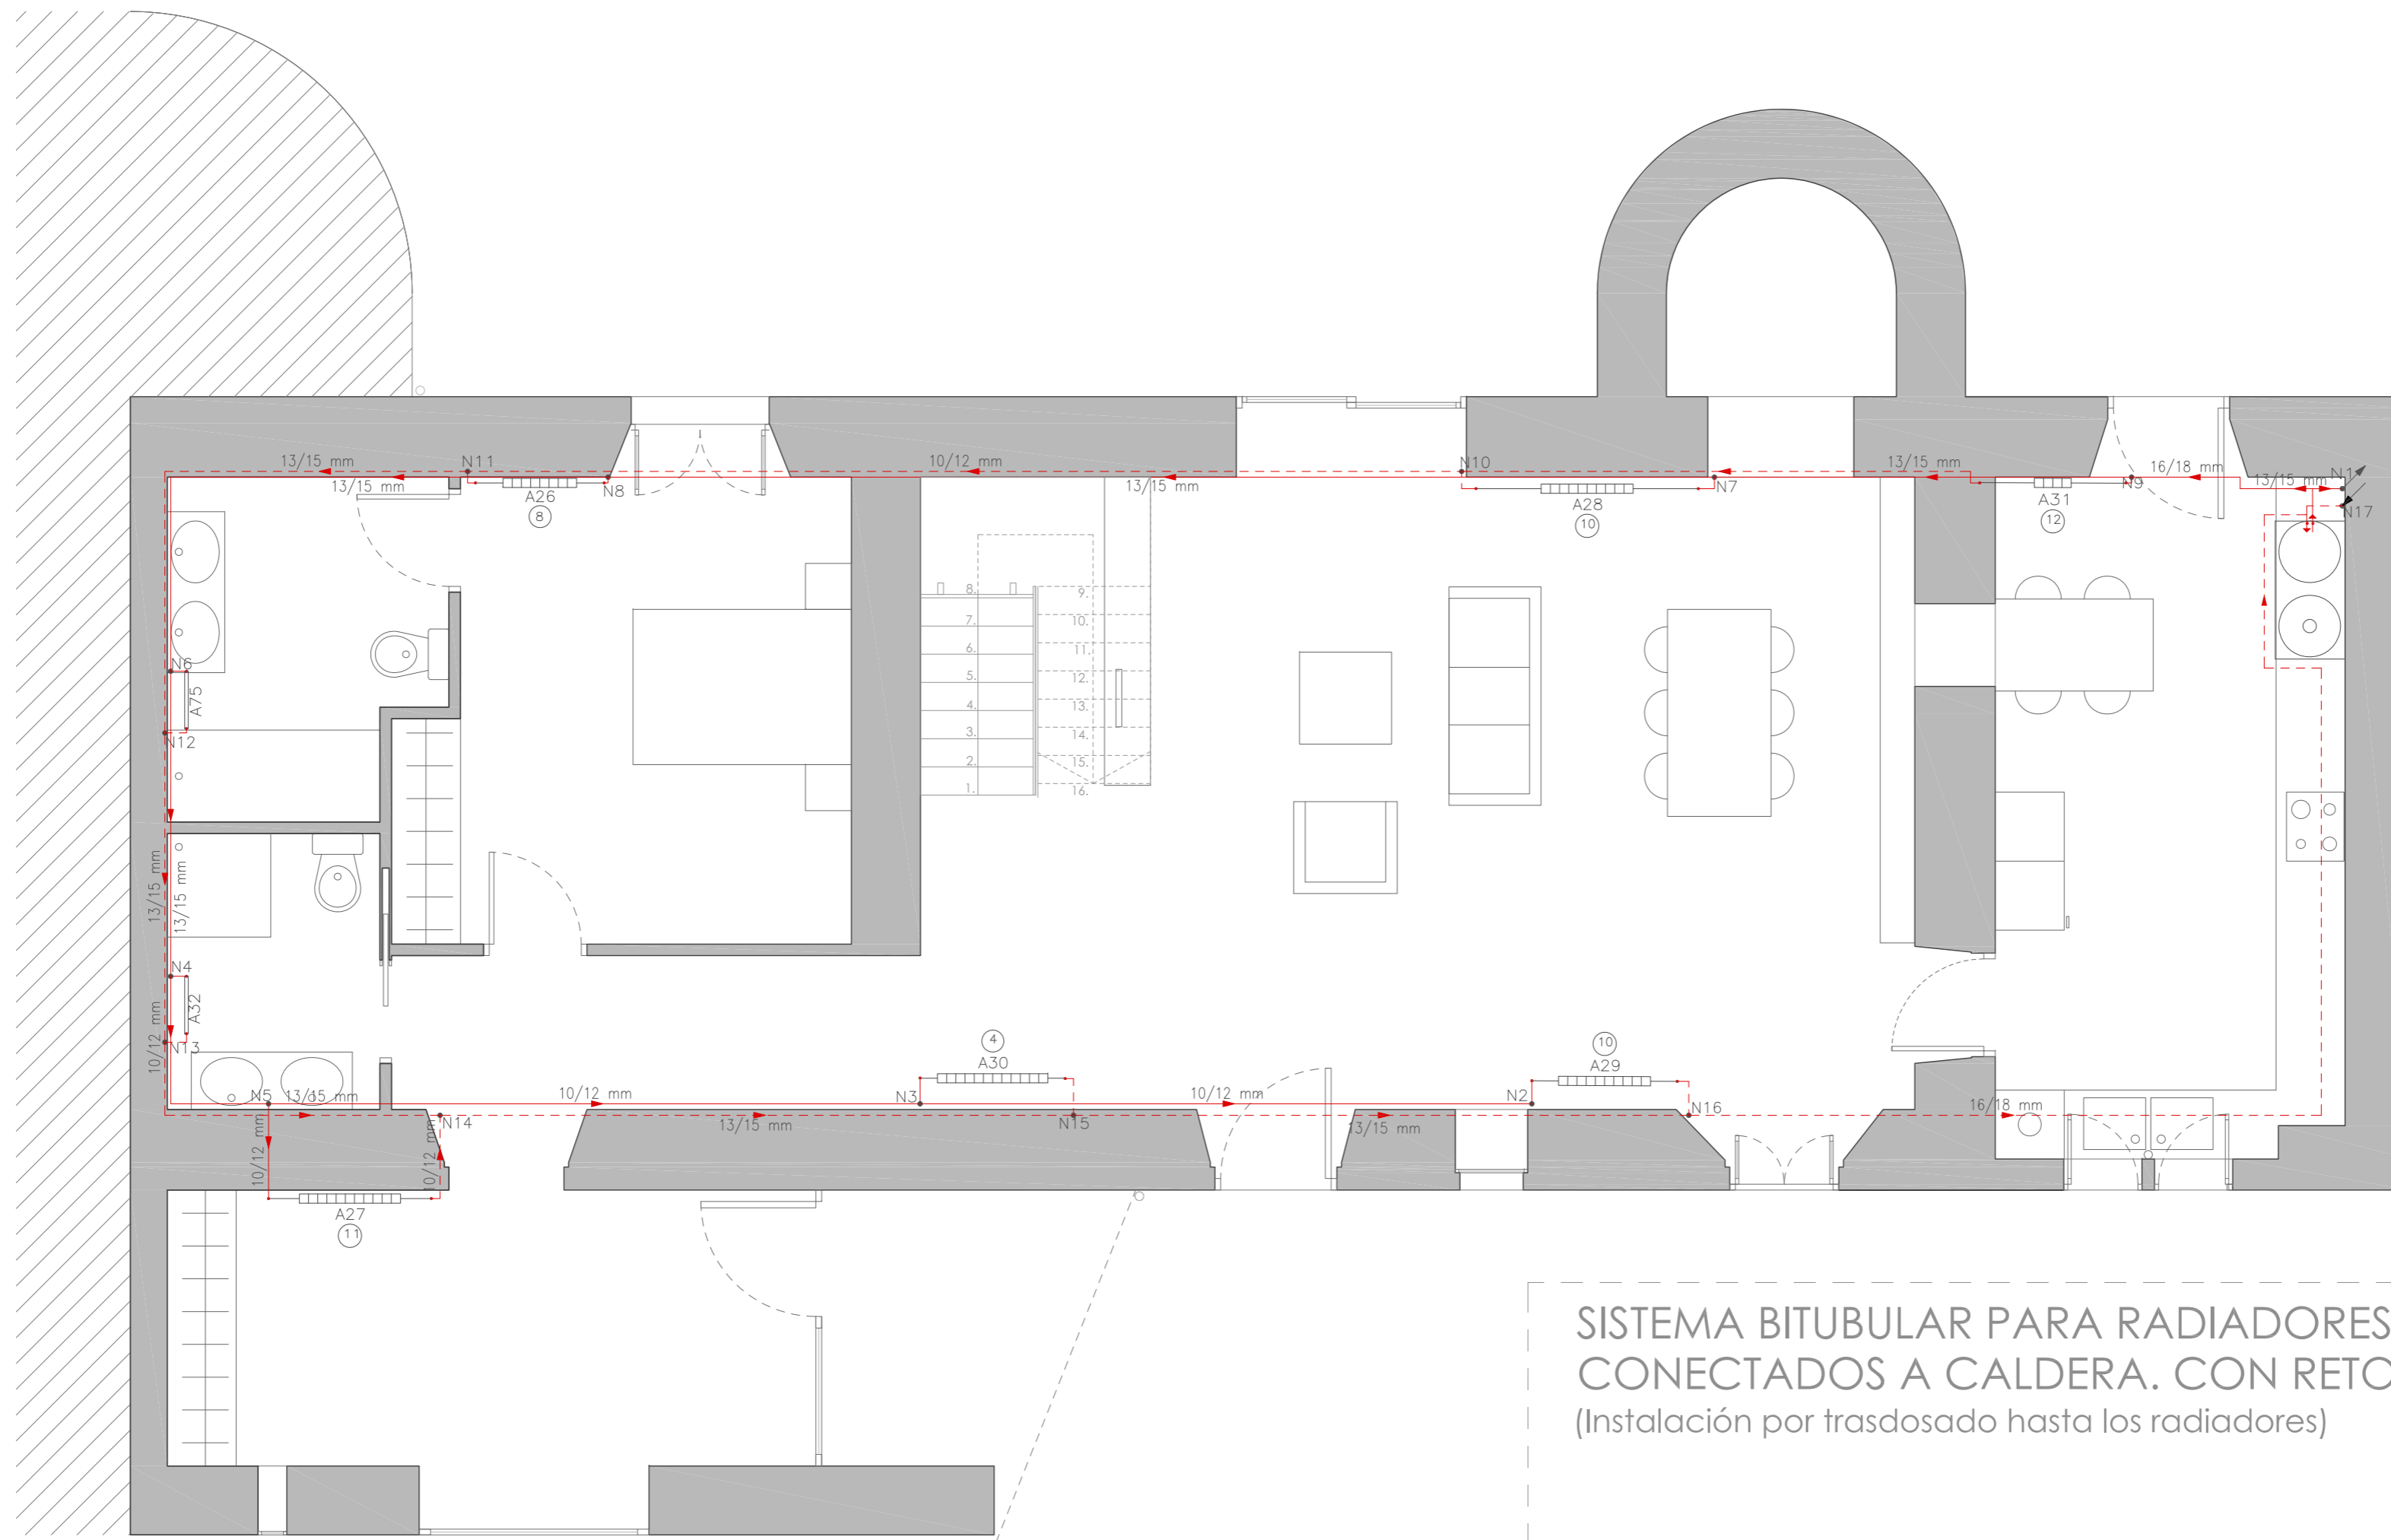 13/15 mm
N11
10/12 mm
N10
13/15 mm
16/18 mm
N1
13/15 mm
A26
8
N8
13/15 mm
A28
10
N7
A31
12
N9
13/15 mm
N17
8.
7.
6.
5.
4.
3.
2.
1.
9.
10.
11.
12.
13.
14.
15.
16.
N6
A75
N12
13/15 mm
13/15 mm
N4
A32
10/12 mm
N13
4
A30
10
A29
N5
13/15 mm
10/12 mm
N3
10/12 mm
N2
N16
16/18 mm
10/12 mm
10/12 mm
N14
13/15 mm
N15
13/15 mm
A27
11
SISTEMA BITUBULAR PARA RADIADORES
CONECTADOS A CALDERA. CON RETO
(Instalación por trasdosado hasta los radiadores)